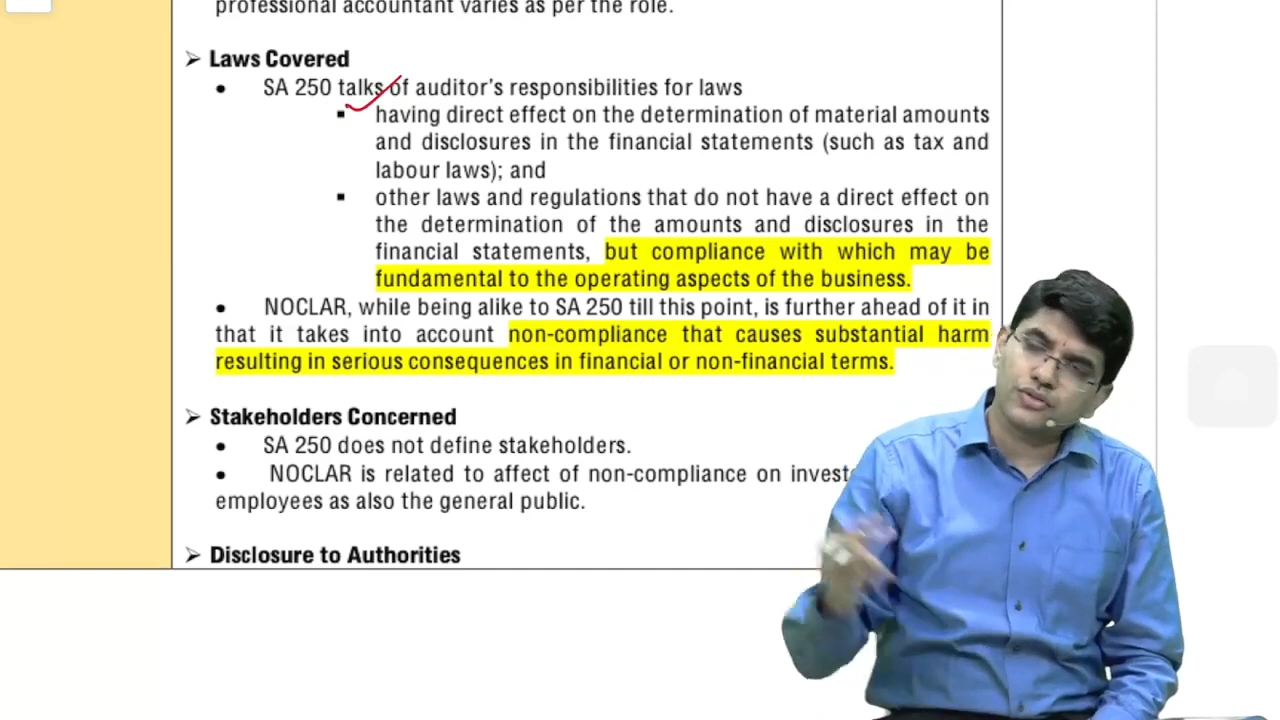 professional accountant varies as per the role.
➢ Laws Covered
• SA 250 talks of auditor's responsibilities for laws
▪ having direct effect on the determination of material amounts
and disclosures in the financial statements (such as tax and
labour laws); and
▪ other laws and regulations that do not have a direct effect on
the determination of the amounts and disclosures in the
financial statements, but compliance with which may be
fundamental to the operating aspects of the business.
• NOCLAR, while being alike to SA 250 till this point, is further ahead of it in
that it takes into account non-compliance that causes substantial harm
resulting in serious consequences in financial or non-financial terms.
➢ Stakeholders Concerned
• SA 250 does not define stakeholders.
• NOCLAR is related to affect of non-compliance on
employees as also the general public.
➢ Disclosure to Authorities